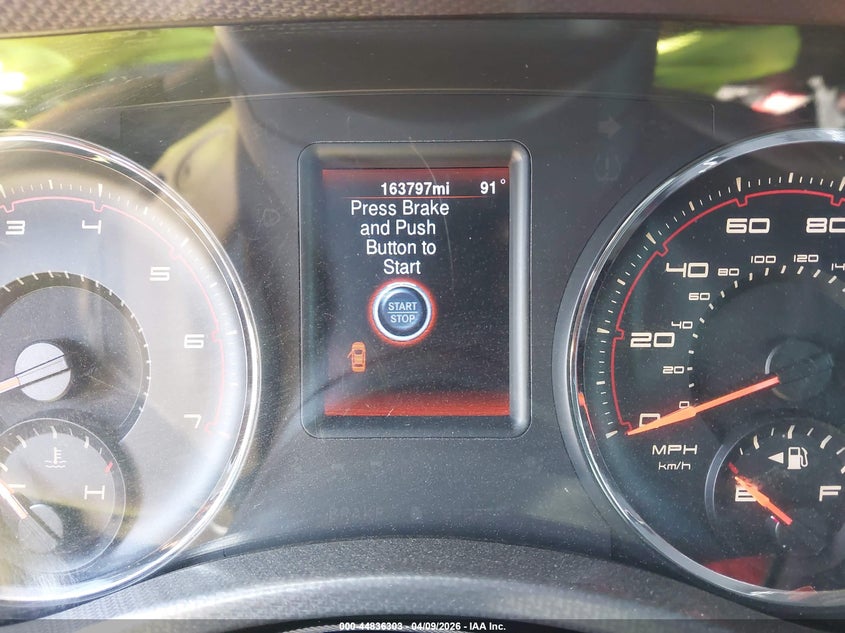 163797mi 91°
Press Brake
and Push
Button to
Start
START
STOP
3 4 5 6 7
H
0 20 40 60 80
0 20 40 60 80 100 120
MPH
km/h
E F
000-44836303 - 04/09/2026 - IAA Inc.